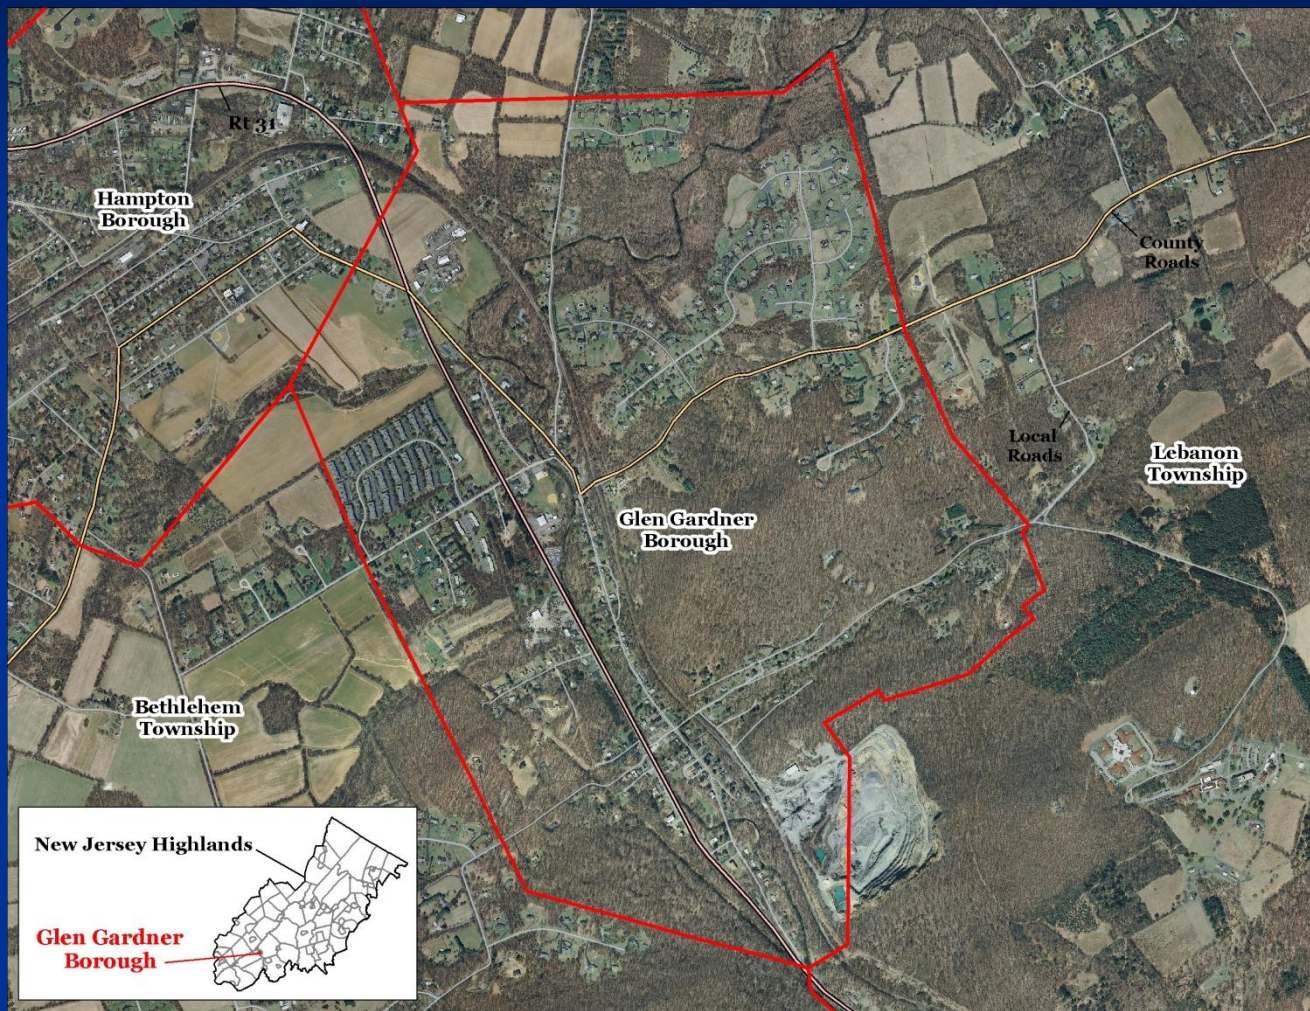 Rt 31
Hampton
Borough
County
Roads
Local
Roads
Lebanon
Township
Glen Gardner
Borough
Bethlehem
Township
New Jersey Highlands
Glen Gardner
Borough